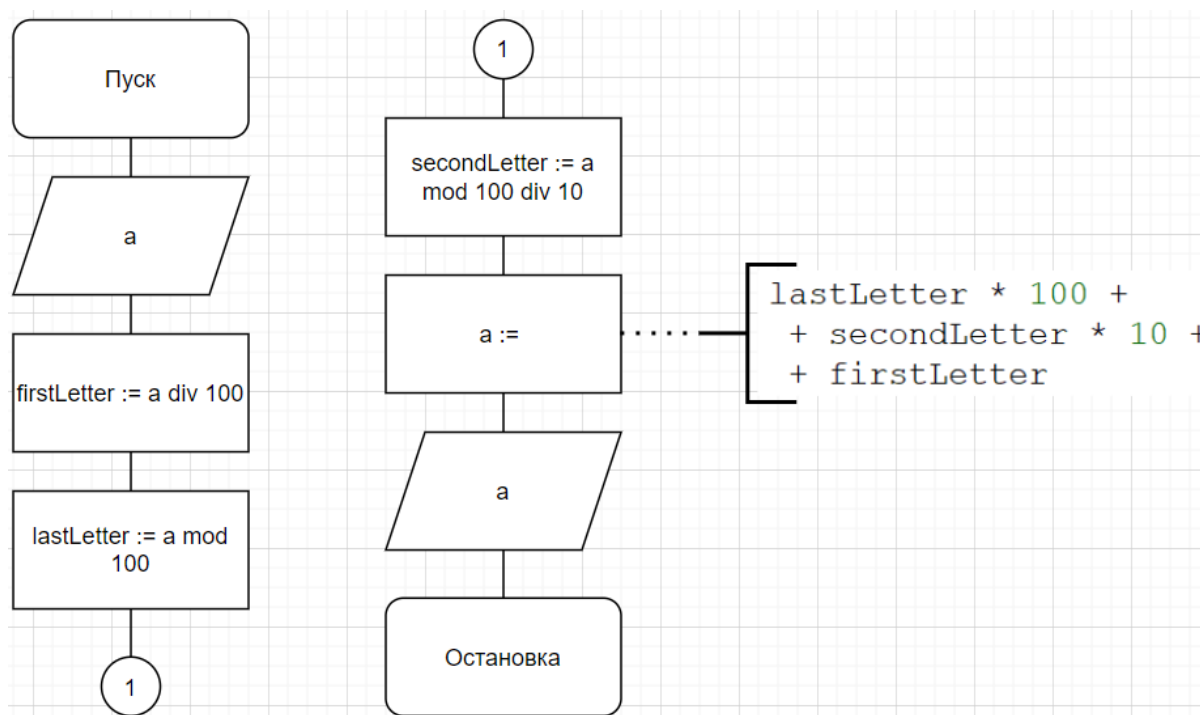 Пуск
a
firstLetter := a div 100
lastLetter := a mod
100
1
1
secondLetter := a
mod 100 div 10
a :=
lastLetter * 100 +
+ secondLetter * 10 +
+ firstLetter
a
Остановка